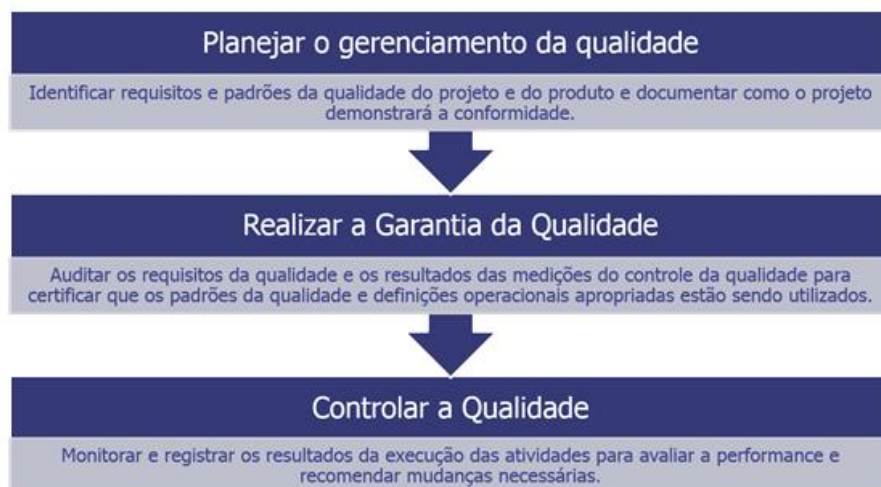 Planejar o gerenciamento da qualidade
Identificar requisitos e padrões da qualidade do projeto e do produto e documentar como o projeto
demonstrará a conformidade.
Realizar a Garantia da Qualidade
Auditar os requisitos da qualidade e os resultados das medições do controle da qualidade para
certificar que os padrões da qualidade e definições operacionais apropriadas estão sendo utilizados.
Controlar a Qualidade
Monitorar e registrar os resultados da execução das atividades para avaliar a performance e
recomendar mudanças necessárias.